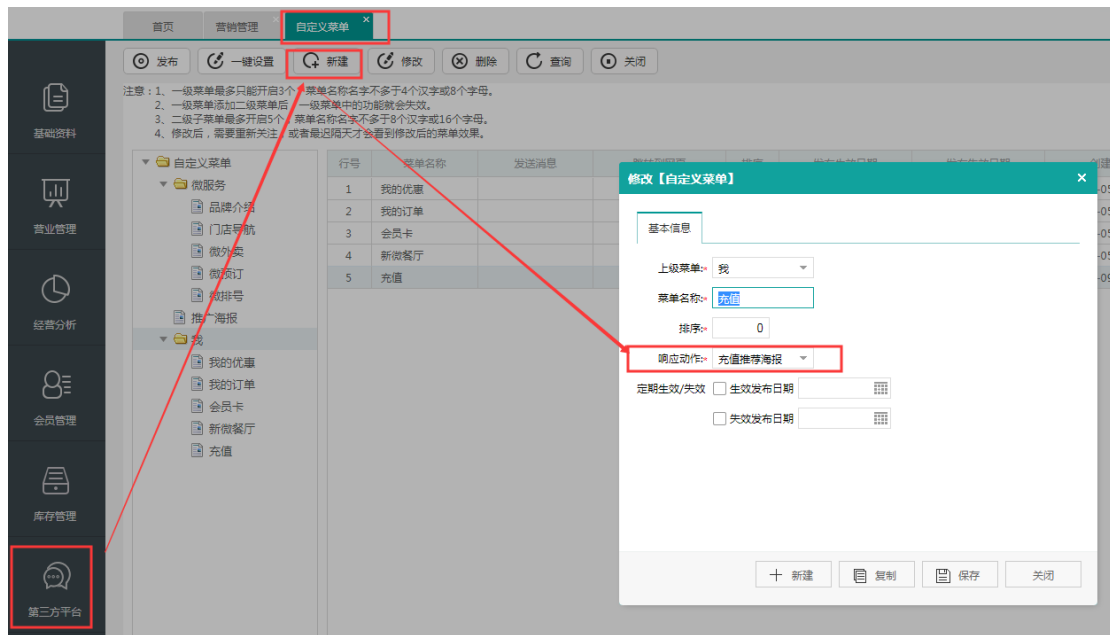 首页 营销管理 自定义菜单
发布 一键设置 新建 修改 删除 查询 关闭
注意：1、一级菜单最多只能开启3个，菜单名称名字不多于4个汉字或8个字母。
2、一级菜单添加二级菜单后，一级菜单中的功能就会失效。
3、二级子菜单最多开启5个，菜单名称名字不多于8个汉字或16个字母。
4、修改后，需要重新关注，或者最迟隔天才会看到修改后的菜单效果。
基础资料
营业管理
经营分析
会员管理
库存管理
第三方平台
自定义菜单
微服务
品牌介绍
门店导航
微外卖
微预订
微排号
推广海报
我
我的优惠
我的订单
会员卡
新微餐厅
充值
行号 菜单名称 发送消息
1 我的优惠
2 我的订单
3 会员卡
4 新微餐厅
5 充值
修改【自定义菜单】
基本信息
上级菜单:* 我
菜单名称:* 充值
排序:* 0
响应动作:* 充值推荐海报
定期生效/失效 生效发布日期
失效发布日期
新建 复制 保存 关闭